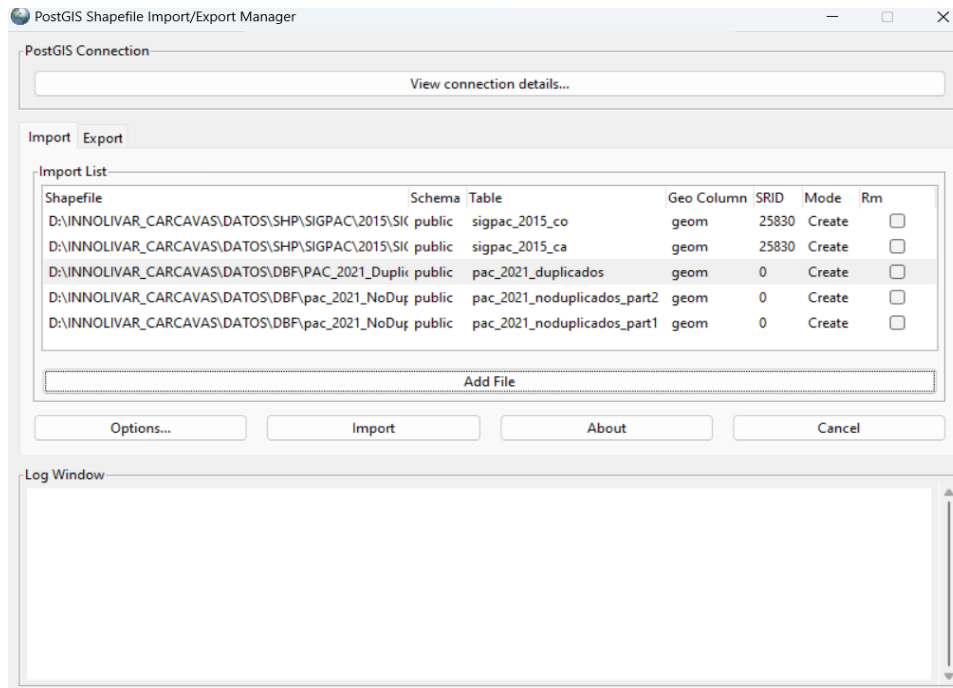 PostGIS Shapefile Import/Export Manager
PostGIS Connection
View connection details...
Import Export
Import List
Shapefile Schema Table Geo Column SRID Mode Rm
D:\INNOLIVAR_CARCAVAS\DATOS\SHP\SIGPAC\2015\SIG public sigpac_2015_co geom 25830 Create
D:\INNOLIVAR_CARCAVAS\DATOS\SHP\SIGPAC\2015\SIG public sigpac_2015_ca geom 25830 Create
D:\INNOLIVAR_CARCAVAS\DATOS\DBF\PAC_2021_Duplic public pac_2021_duplicados geom 0 Create
D:\INNOLIVAR_CARCAVAS\DATOS\DBF\pac_2021_NoDup public pac_2021_noduplicados_part2 geom 0 Create
D:\INNOLIVAR_CARCAVAS\DATOS\DBF\pac_2021_NoDup public pac_2021_noduplicados_part1 geom 0 Create
Add File
Options... Import About Cancel
Log Window